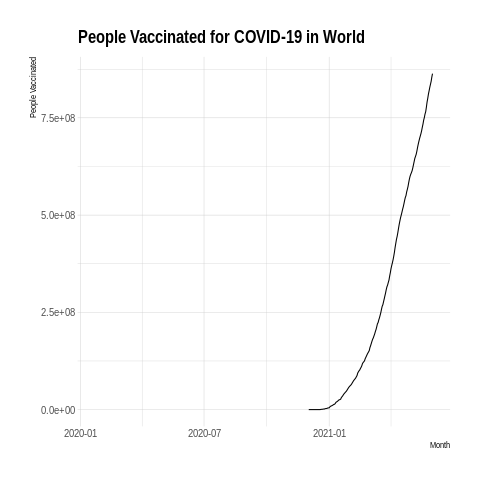 People Vaccinated for COVID-19 in World
People Vaccinated
7.5e+08
5.0e+08
2.5e+08
0.0e+00
2020-01
2020-07
2021-01
Month